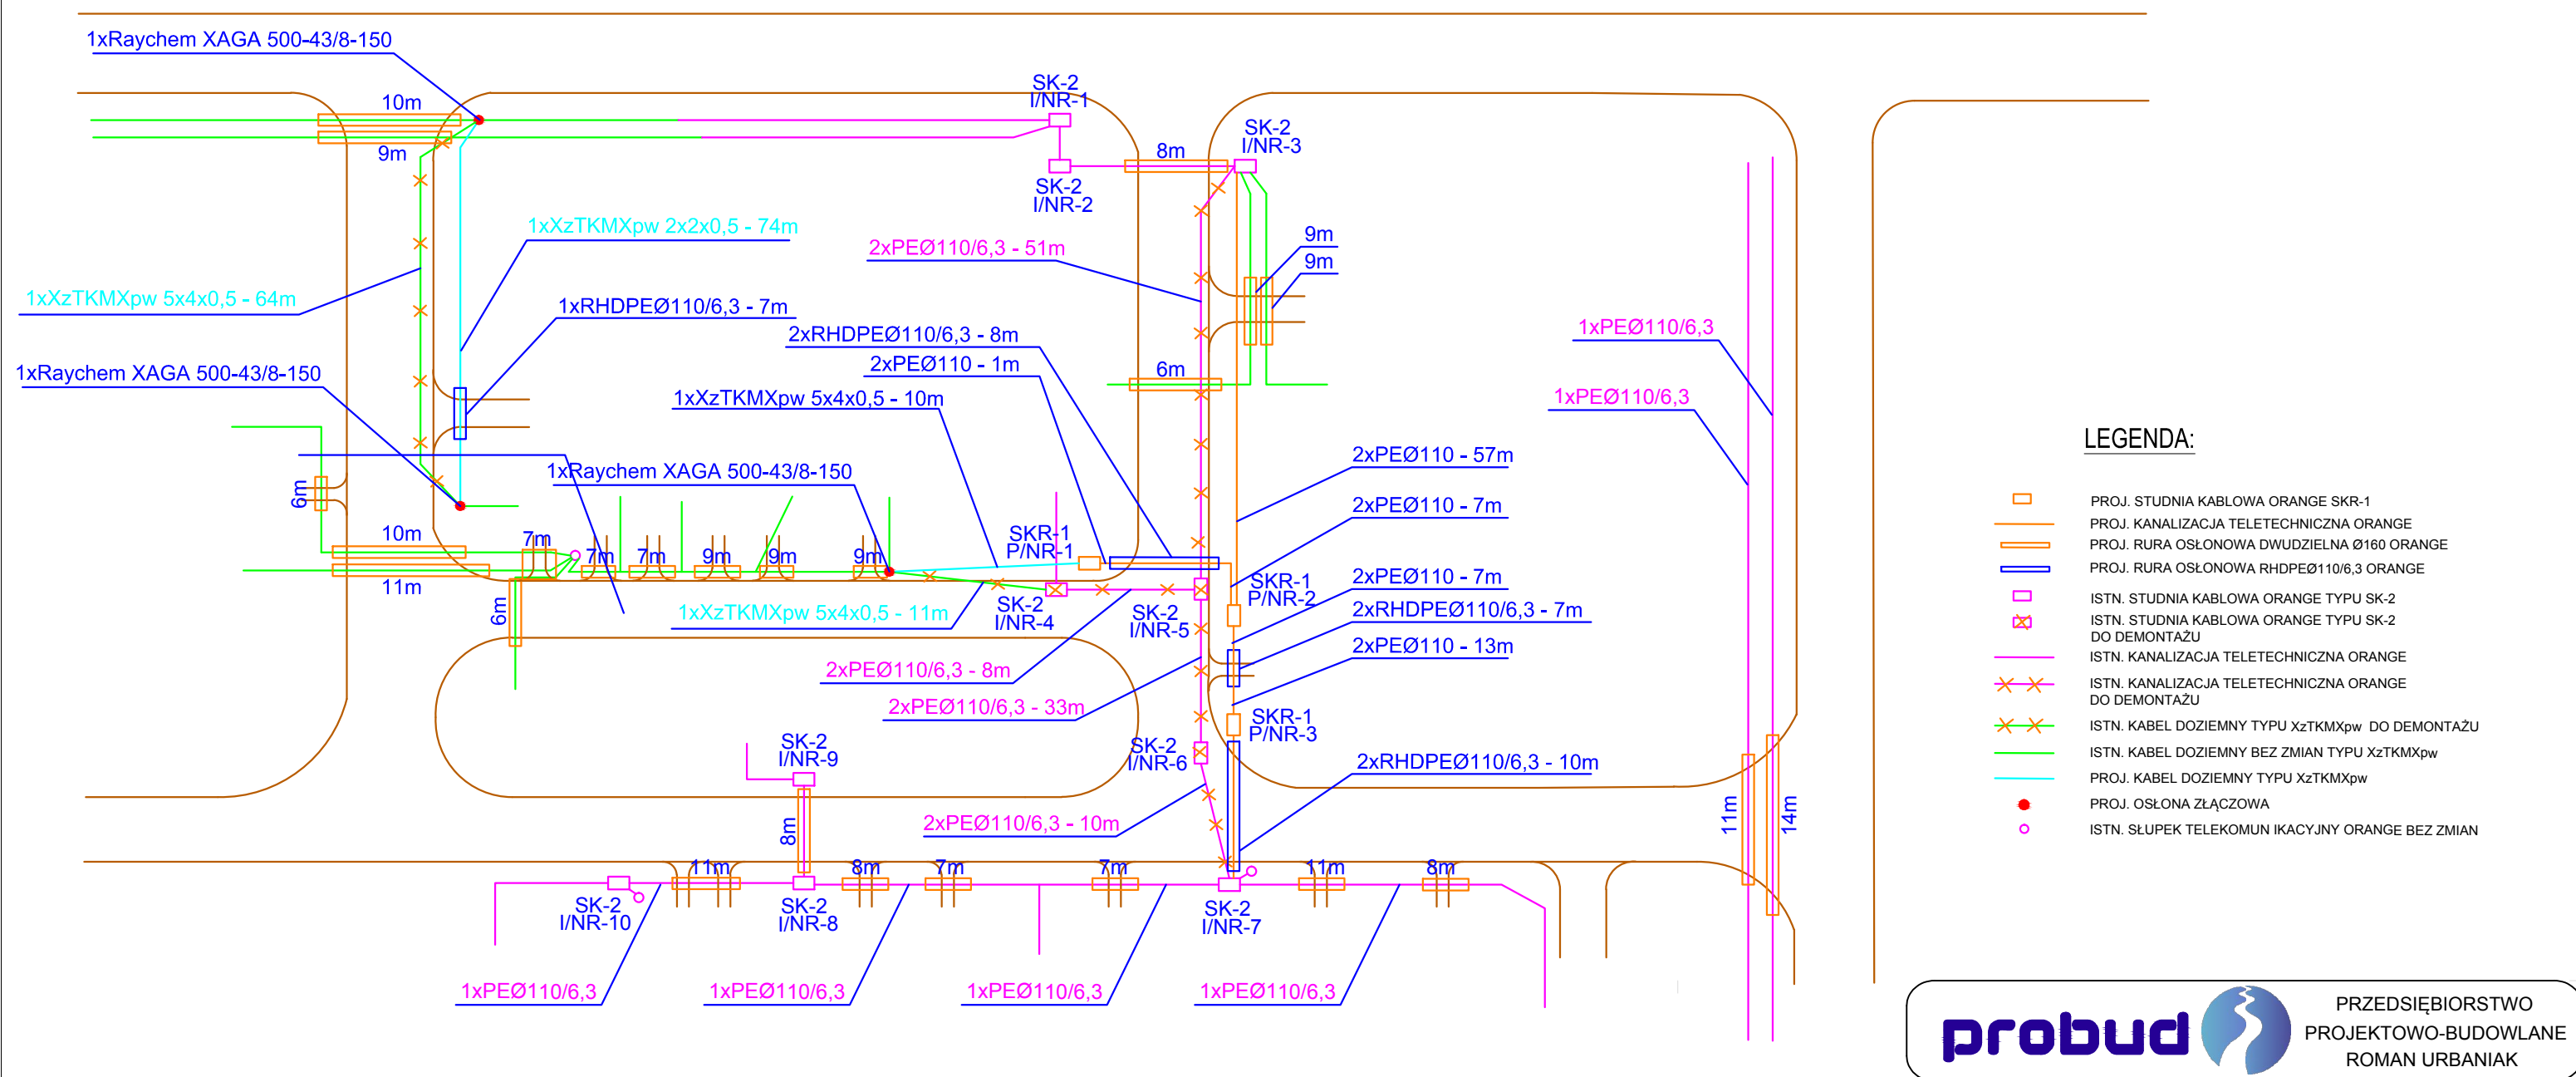 1xRaychem XAGA 500-43/8-150
10m
9m
SK-2
I/NR-1
SK-2
I/NR-2
8m
SK-2
I/NR-3
1xXzTKMXpw 2x2x0,5 - 74m
2xPEØ110/6,3 - 51m
9m
9m
1xXzTKMXpw 5x4x0,5 - 64m
1xRHDPEØ110/6,3 - 7m
2xRHDPEØ110/6,3 - 8m
2xPEØ110 - 1m
6m
1xPEØ110/6,3
1xRaychem XAGA 500-43/8-150
1xXzTKMXpw 5x4x0,5 - 10m
1xPEØ110/6,3
LEGENDA:
2xPEØ110 - 57m
1xRaychem XAGA 500-43/8-150
6m
2xPEØ110 - 7m
10m
7m
7m
7m
9m
9m
9m
SKR-1
P/NR-1
11m
6m
1xXzTKMXpw 5x4x0,5 - 11m
SK-2
I/NR-4
SK-2
I/NR-5
SKR-1
P/NR-2
2xPEØ110 - 7m
2xRHDPEØ110/6,3 - 7m
2xPEØ110 - 13m
2xPEØ110/6,3 - 8m
2xPEØ110/6,3 - 33m
SKR-1
P/NR-3
SK-2
I/NR-9
SK-2
I/NR-6
2xRHDPEØ110/6,3 - 10m
8m
2xPEØ110/6,3 - 10m
11m
14m
11m
8m
7m
7m
11m
8m
SK-2
I/NR-10
SK-2
I/NR-8
SK-2
I/NR-7
1xPEØ110/6,3
1xPEØ110/6,3
1xPEØ110/6,3
1xPEØ110/6,3
PROJ. STUDNIA KABLOWA ORANGE SKR-1
PROJ. KANALIZACJA TELETECHNICZNA ORANGE
PROJ. RURA OSŁONOWA DWUDZIELNA Ø160 ORANGE
PROJ. RURA OSŁONOWA RHDPEØ110/6,3 ORANGE
ISTN. STUDNIA KABLOWA ORANGE TYPU SK-2
ISTN. STUDNIA KABLOWA ORANGE TYPU SK-2
DO DEMONTAŻU
ISTN. KANALIZACJA TELETECHNICZNA ORANGE
ISTN. KANALIZACJA TELETECHNICZNA ORANGE
DO DEMONTAŻU
ISTN. KABEL DOZIEMNY TYPU XzTKMXpw DO DEMONTAŻU
ISTN. KABEL DOZIEMNY BEZ ZMIAN TYPU XzTKMXpw
PROJ. KABEL DOZIEMNY TYPU XzTKMXpw
PROJ. OSŁONA ZŁĄCZOWA
ISTN. SŁUPEK TELEKOMUN IKACYJNY ORANGE BEZ ZMIAN
probud
PRZEDSIĘBIORSTWO
PROJEKTOWO-BUDOWLANE
ROMAN URBANIAK